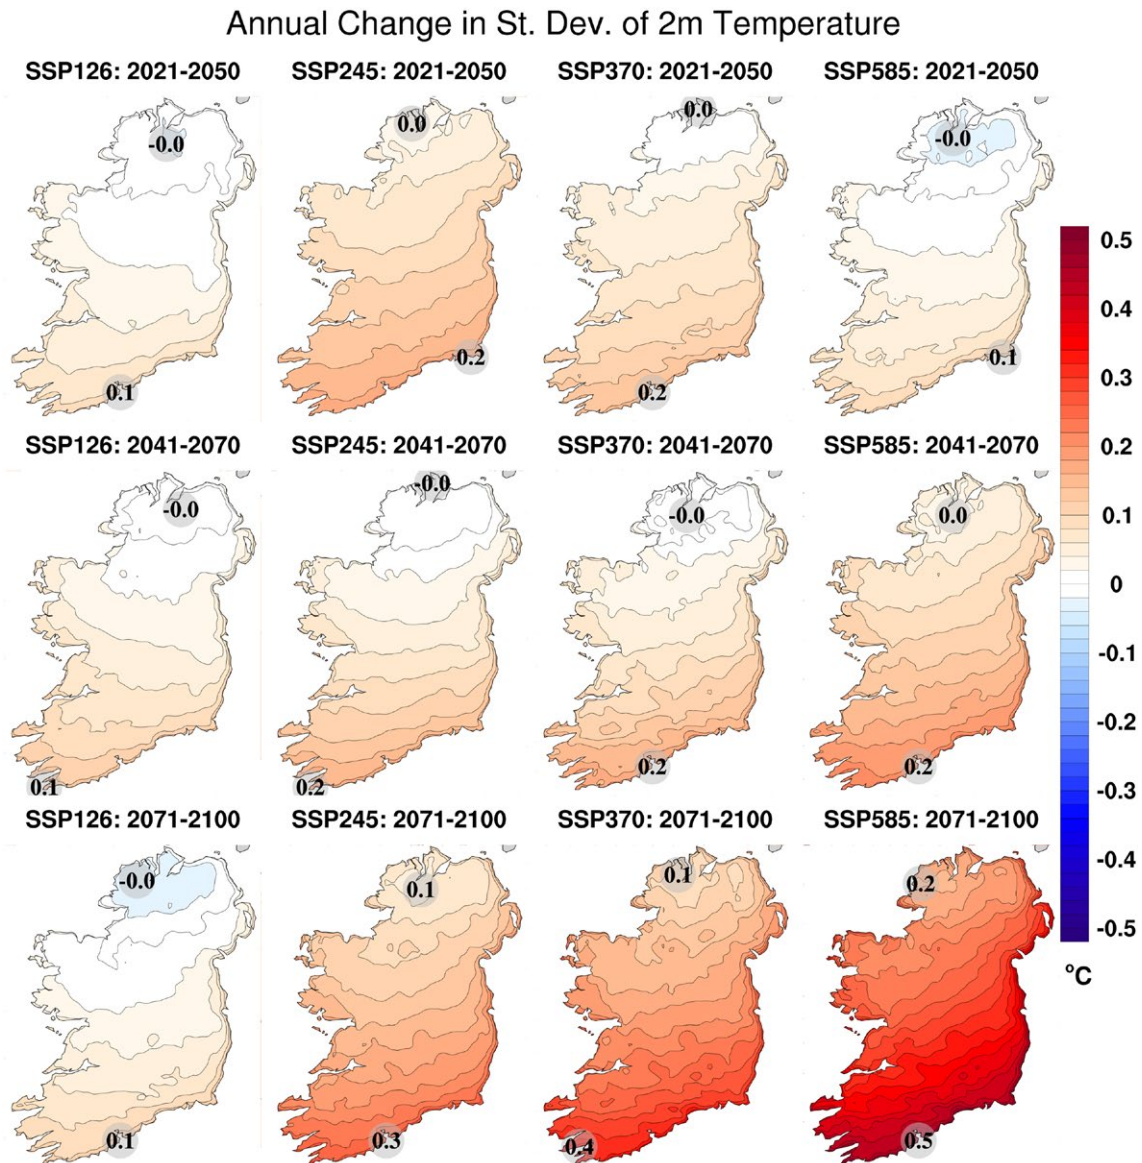 Annual Change in St. Dev. of 2m Temperature
SSP126: 2021-2050
SSP245: 2021-2050
SSP370: 2021-2050
SSP585: 2021-2050
-0.0
0.1
0.0
0.2
0.0
0.2
-0.0
0.1
SSP126: 2041-2070
SSP245: 2041-2070
SSP370: 2041-2070
SSP585: 2041-2070
-0.0
0.1
-0.0
0.2
-0.0
0.2
0.0
0.2
SSP126: 2071-2100
SSP245: 2071-2100
SSP370: 2071-2100
SSP585: 2071-2100
-0.0
0.1
0.1
0.3
0.1
0.4
0.2
0.5
0.5
0.4
0.3
0.2
0.1
0
-0.1
-0.2
-0.3
-0.4
-0.5
°C